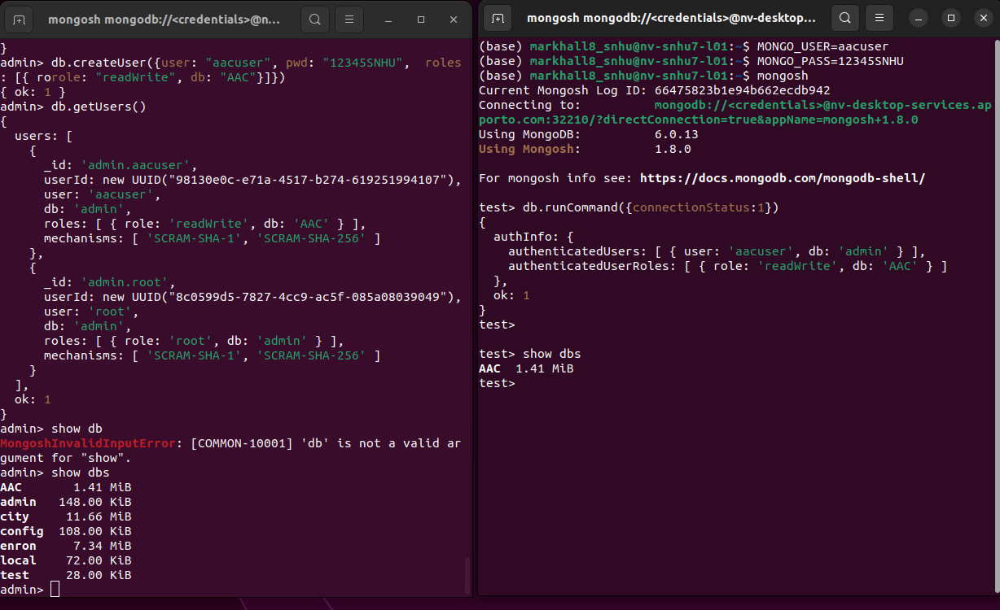 mongosh mongodb://<credentials>@n...
}
admin> db.createUser({user: "aacuser", pwd: "12345SNHU",  roles
: [{ rorole: "readWrite", db: "AAC"}]})
{ ok: 1 }
admin> db.getUsers()
{
  users: [
    {
      _id: 'admin.aacuser',
      userId: new UUID("98130e0c-e71a-4517-b274-619251994107"),
      user: 'aacuser',
      db: 'admin',
      roles: [ { role: 'readWrite', db: 'AAC' } ],
      mechanisms: [ 'SCRAM-SHA-1', 'SCRAM-SHA-256' ]
    },
    {
      _id: 'admin.root',
      userId: new UUID("8c0599d5-7827-4cc9-ac5f-085a08039049"),
      user: 'root',
      db: 'admin',
      roles: [ { role: 'root', db: 'admin' } ],
      mechanisms: [ 'SCRAM-SHA-1', 'SCRAM-SHA-256' ]
    }
  ],
  ok: 1
}
admin> show db
MongoshInvalidInputError: [COMMON-10001] 'db' is not a valid ar
gument for "show".
admin> show dbs
AAC       1.41 MiB
admin   148.00 KiB
city     11.66 MiB
config  108.00 KiB
enron     7.34 MiB
local    72.00 KiB
test     28.00 KiB
admin>
mongosh mongodb://<credentials>@nv-desktop...
(base) markhall8_snhu@nv-snhu7-l01:~$ MONGO_USER=aacuser
(base) markhall8_snhu@nv-snhu7-l01:~$ MONGO_PASS=12345SNHU
(base) markhall8_snhu@nv-snhu7-l01:~$ mongosh
Current Mongosh Log ID: 66475823b1e94b662ecdb942
Connecting to:          mongodb://<credentials>@nv-desktop-services.ap
porto.com:32210/?directConnection=true&appName=mongosh+1.8.0
Using MongoDB:          6.0.13
Using Mongosh:          1.8.0
For mongosh info see: https://docs.mongodb.com/mongodb-shell/
test> db.runCommand({connectionStatus:1})
{
  authInfo: {
    authenticatedUsers: [ { user: 'aacuser', db: 'admin' } ],
    authenticatedUserRoles: [ { role: 'readWrite', db: 'AAC' } ]
  },
  ok: 1
}
test>
test> show dbs
AAC  1.41 MiB
test>